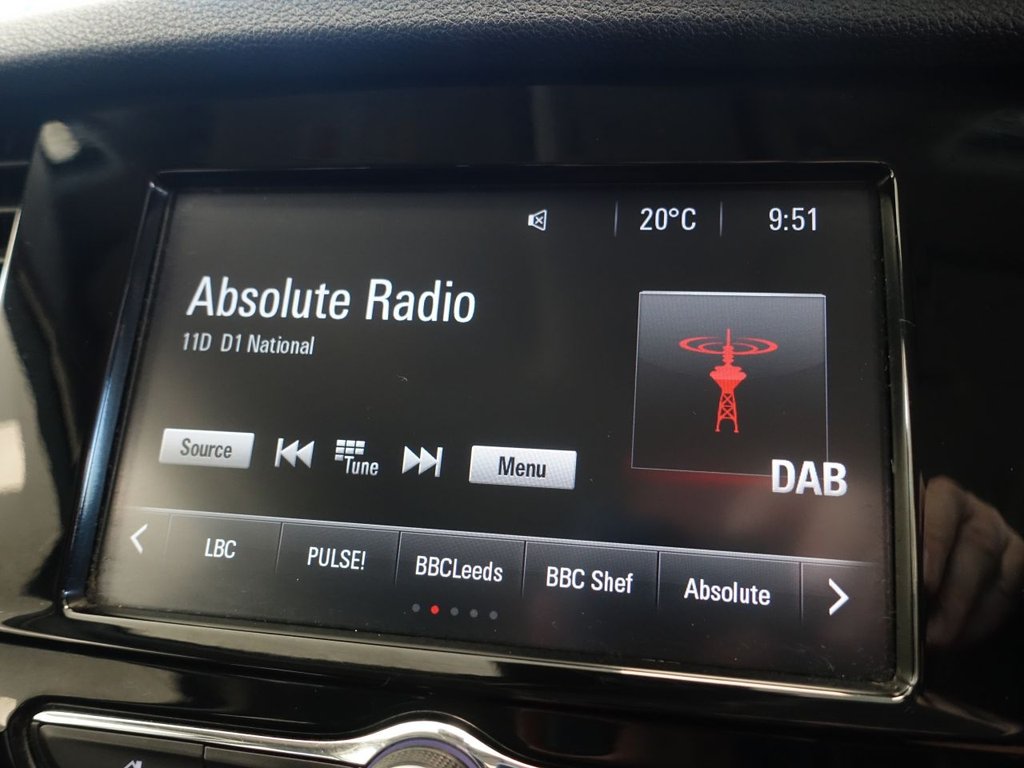 20°C 9:51
Absolute Radio
11D D1 National
Source Tune Menu
DAB
LBC PULSE! BBCLeeds BBC Shef Absolute